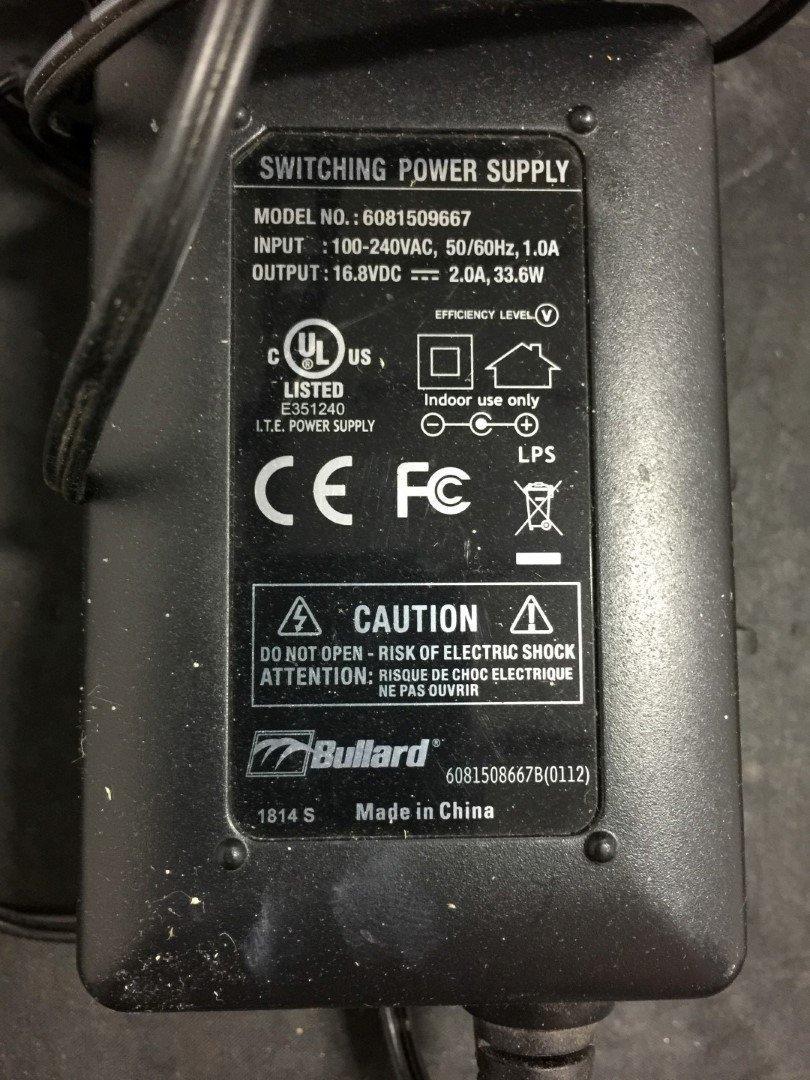 SWITCHING POWER SUPPLY
MODEL NO.: 6081509667
INPUT : 100-240VAC, 50/60Hz, 1.0A
OUTPUT : 16.8VDC ⎓ 2.0A, 33.6W
EFFICIENCY LEVEL V
C UL ® US
LISTED
E351240
I.T.E. POWER SUPPLY
Indoor use only
- +
LPS
CE FC
CAUTION
DO NOT OPEN - RISK OF ELECTRIC SHOCK
ATTENTION: RISQUE DE CHOC ELECTRIQUE
NE PAS OUVRIR
Bullard®
6081508667B(0112)
1814 S Made in China